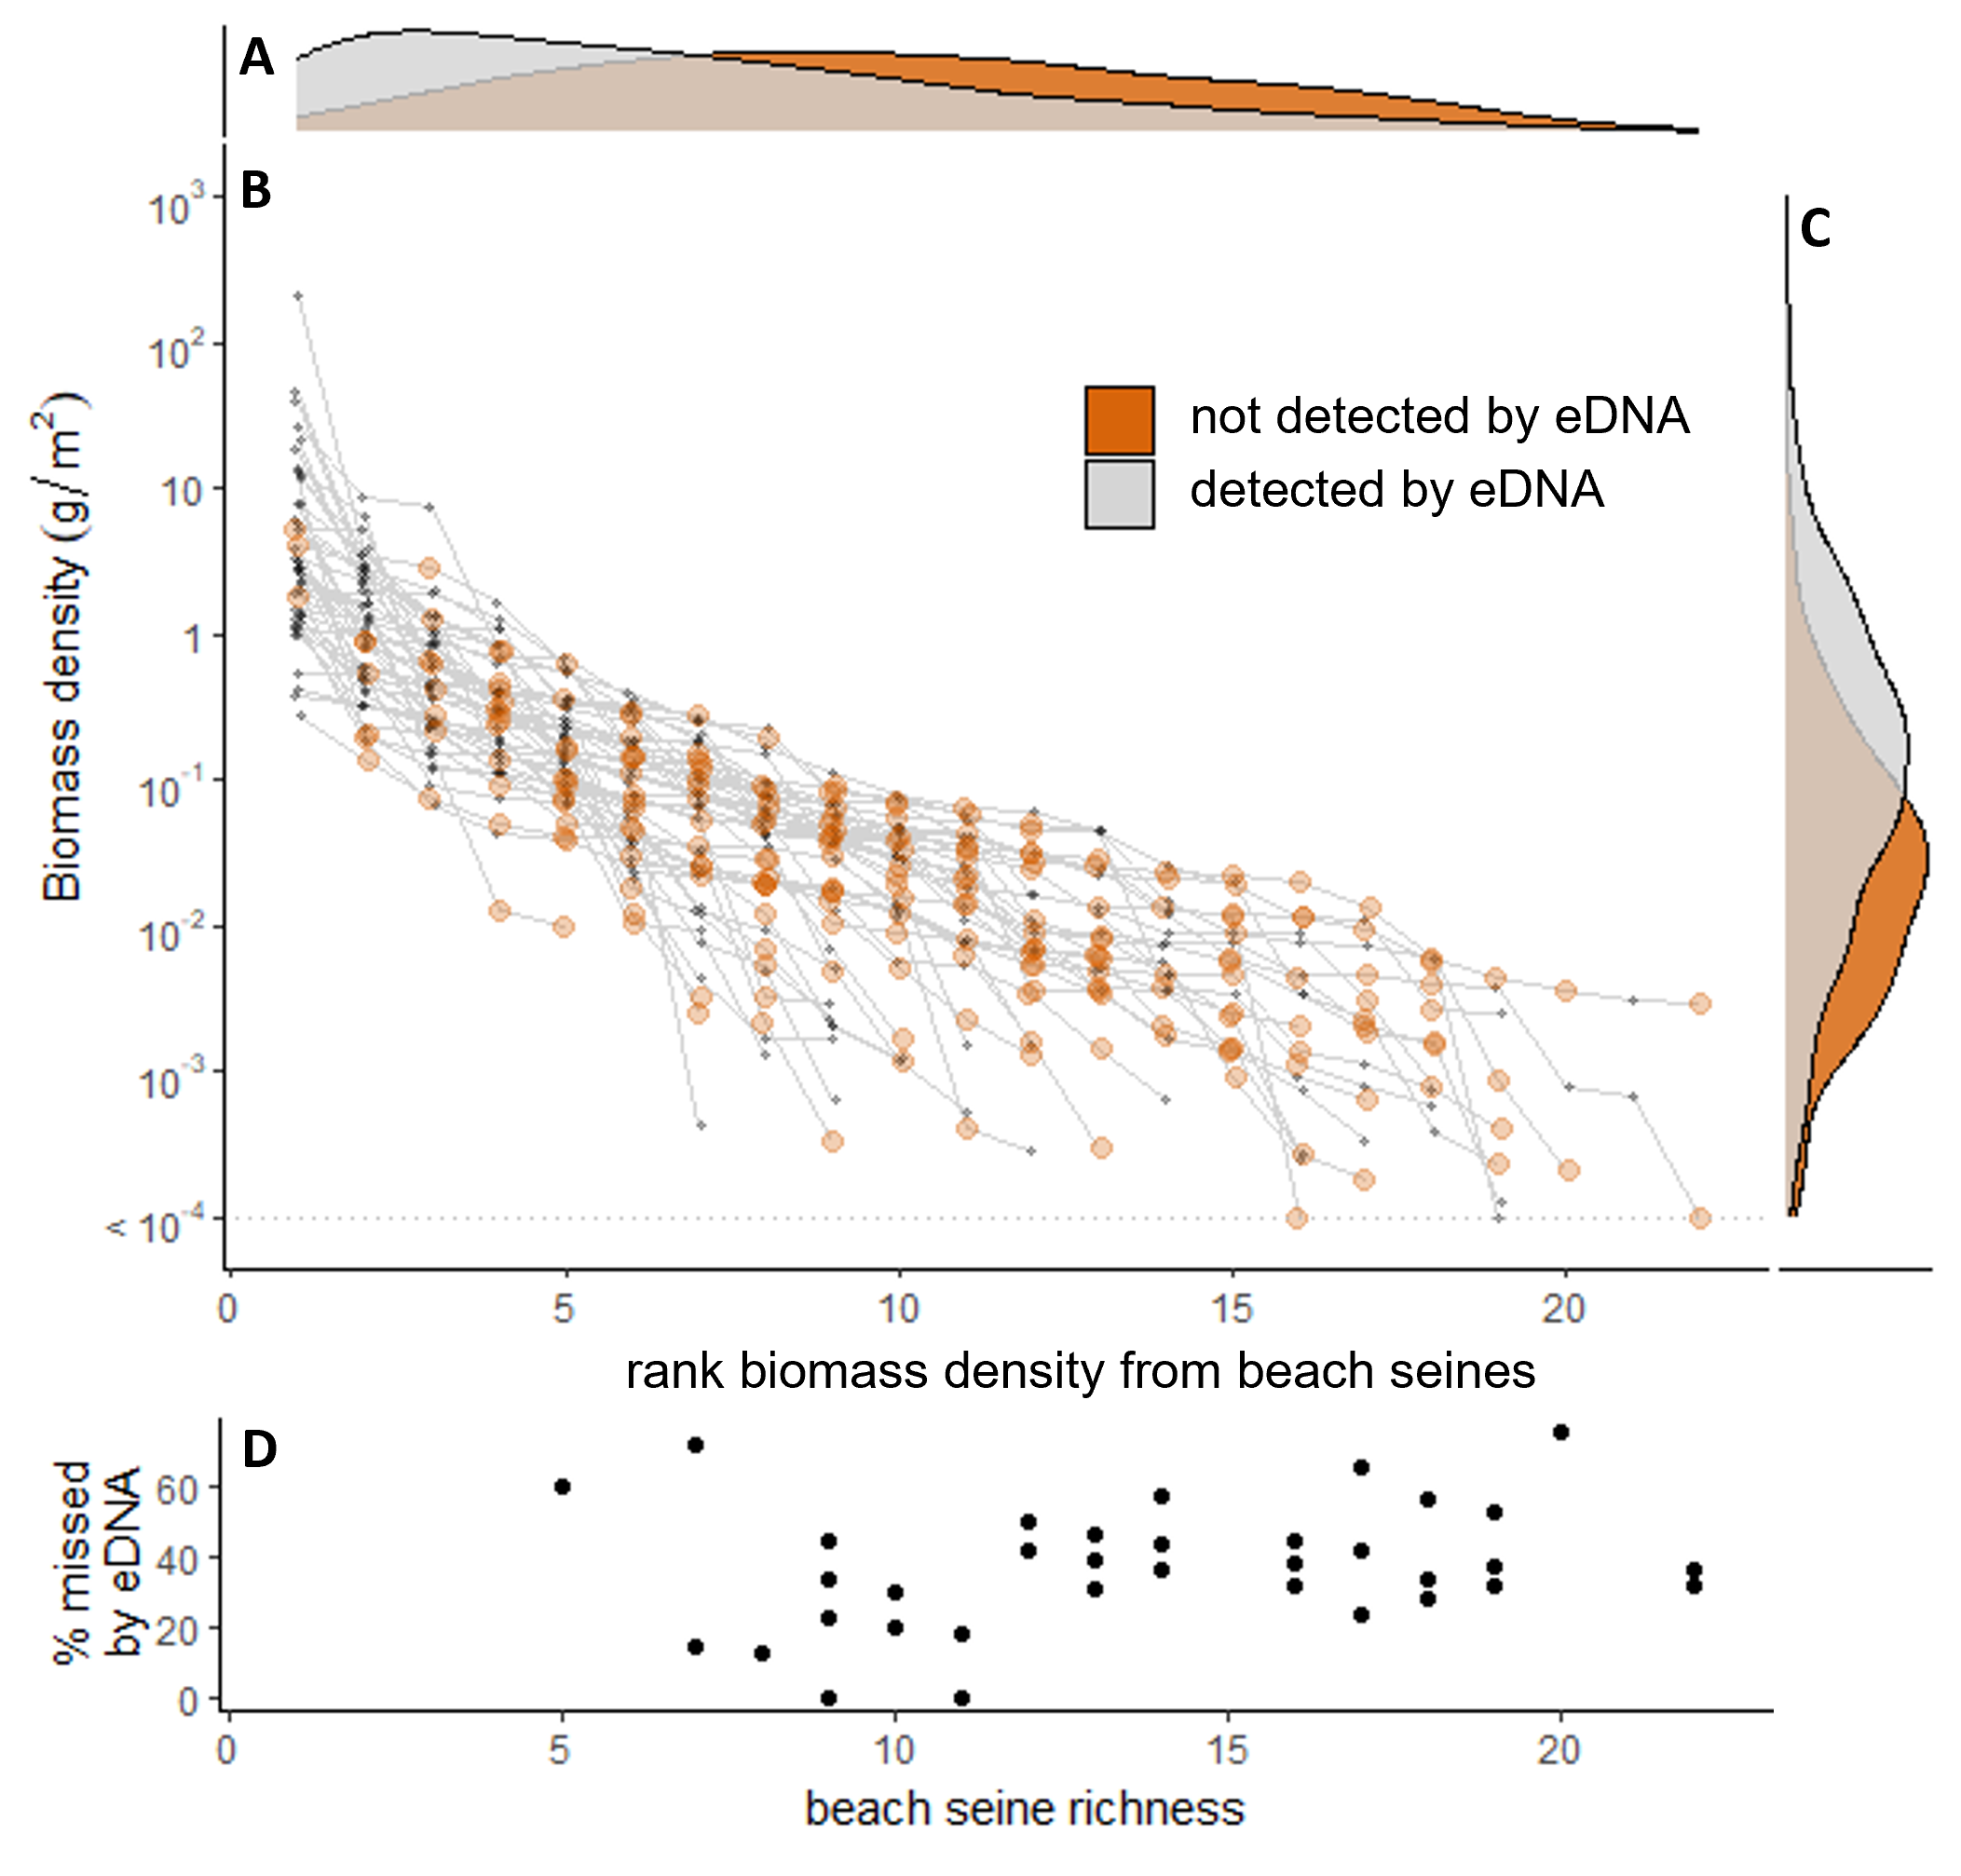 A
B
10³
10²
10
1
10⁻¹
10⁻²
10⁻³
< 10⁻⁴
Biomass density (g/m²)
not detected by eDNA
detected by eDNA
C
0 5 10 15 20
rank biomass density from beach seines
D
% missed
by eDNA
60
40
20
0
0 5 10 15 20
beach seine richness